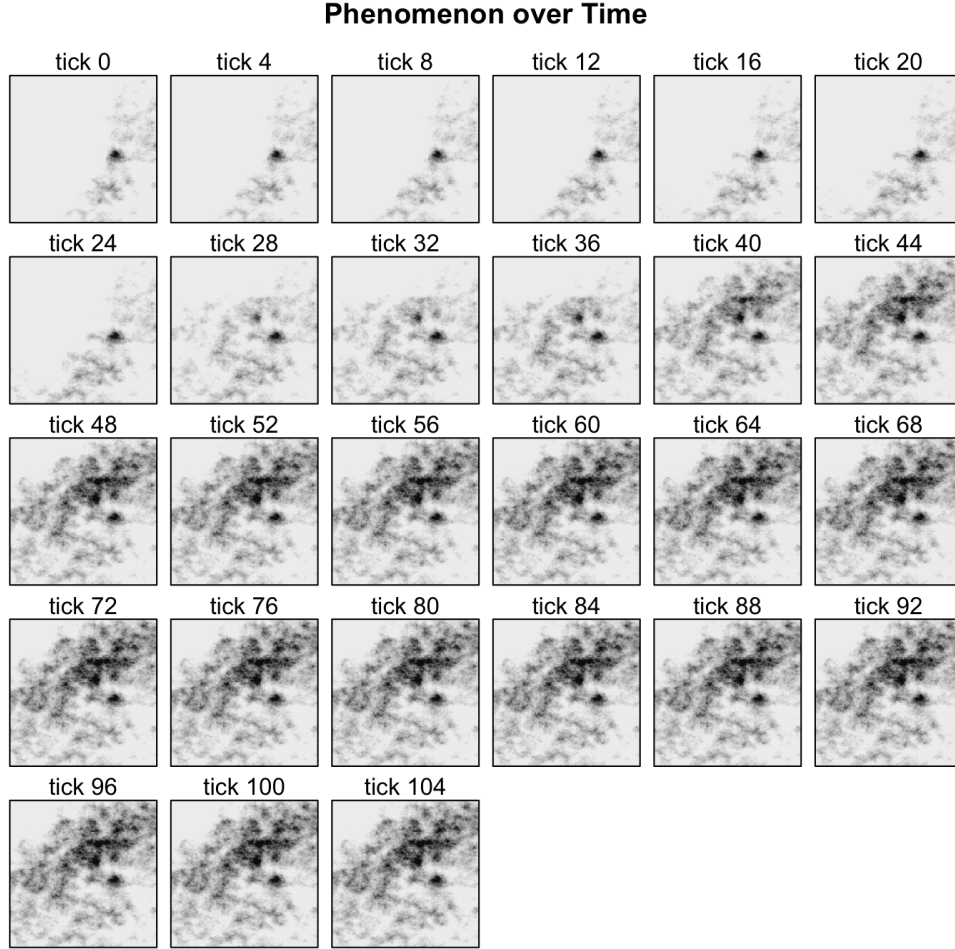 Phenomenon over Time
tick 0 tick 4 tick 8 tick 12 tick 16 tick 20
tick 24 tick 28 tick 32 tick 36 tick 40 tick 44
tick 48 tick 52 tick 56 tick 60 tick 64 tick 68
tick 72 tick 76 tick 80 tick 84 tick 88 tick 92
tick 96 tick 100 tick 104